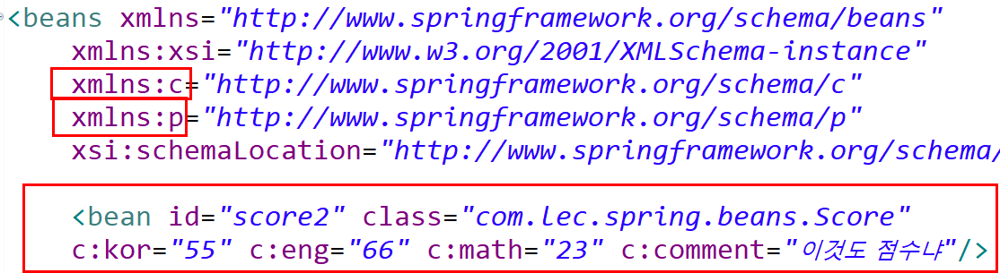 <beans xmlns="http://www.springframework.org/schema/beans"
xmlns:xsi="http://www.w3.org/2001/XMLSchema-instance"
xmlns:c="http://www.springframework.org/schema/c"
xmlns:p="http://www.springframework.org/schema/p"
xsi:schemaLocation="http://www.springframework.org/schema/
<bean id="score2" class="com.lec.spring.beans.Score"
c:kor="55" c:eng="66" c:math="23" c:comment="이것도 점수냐"/>